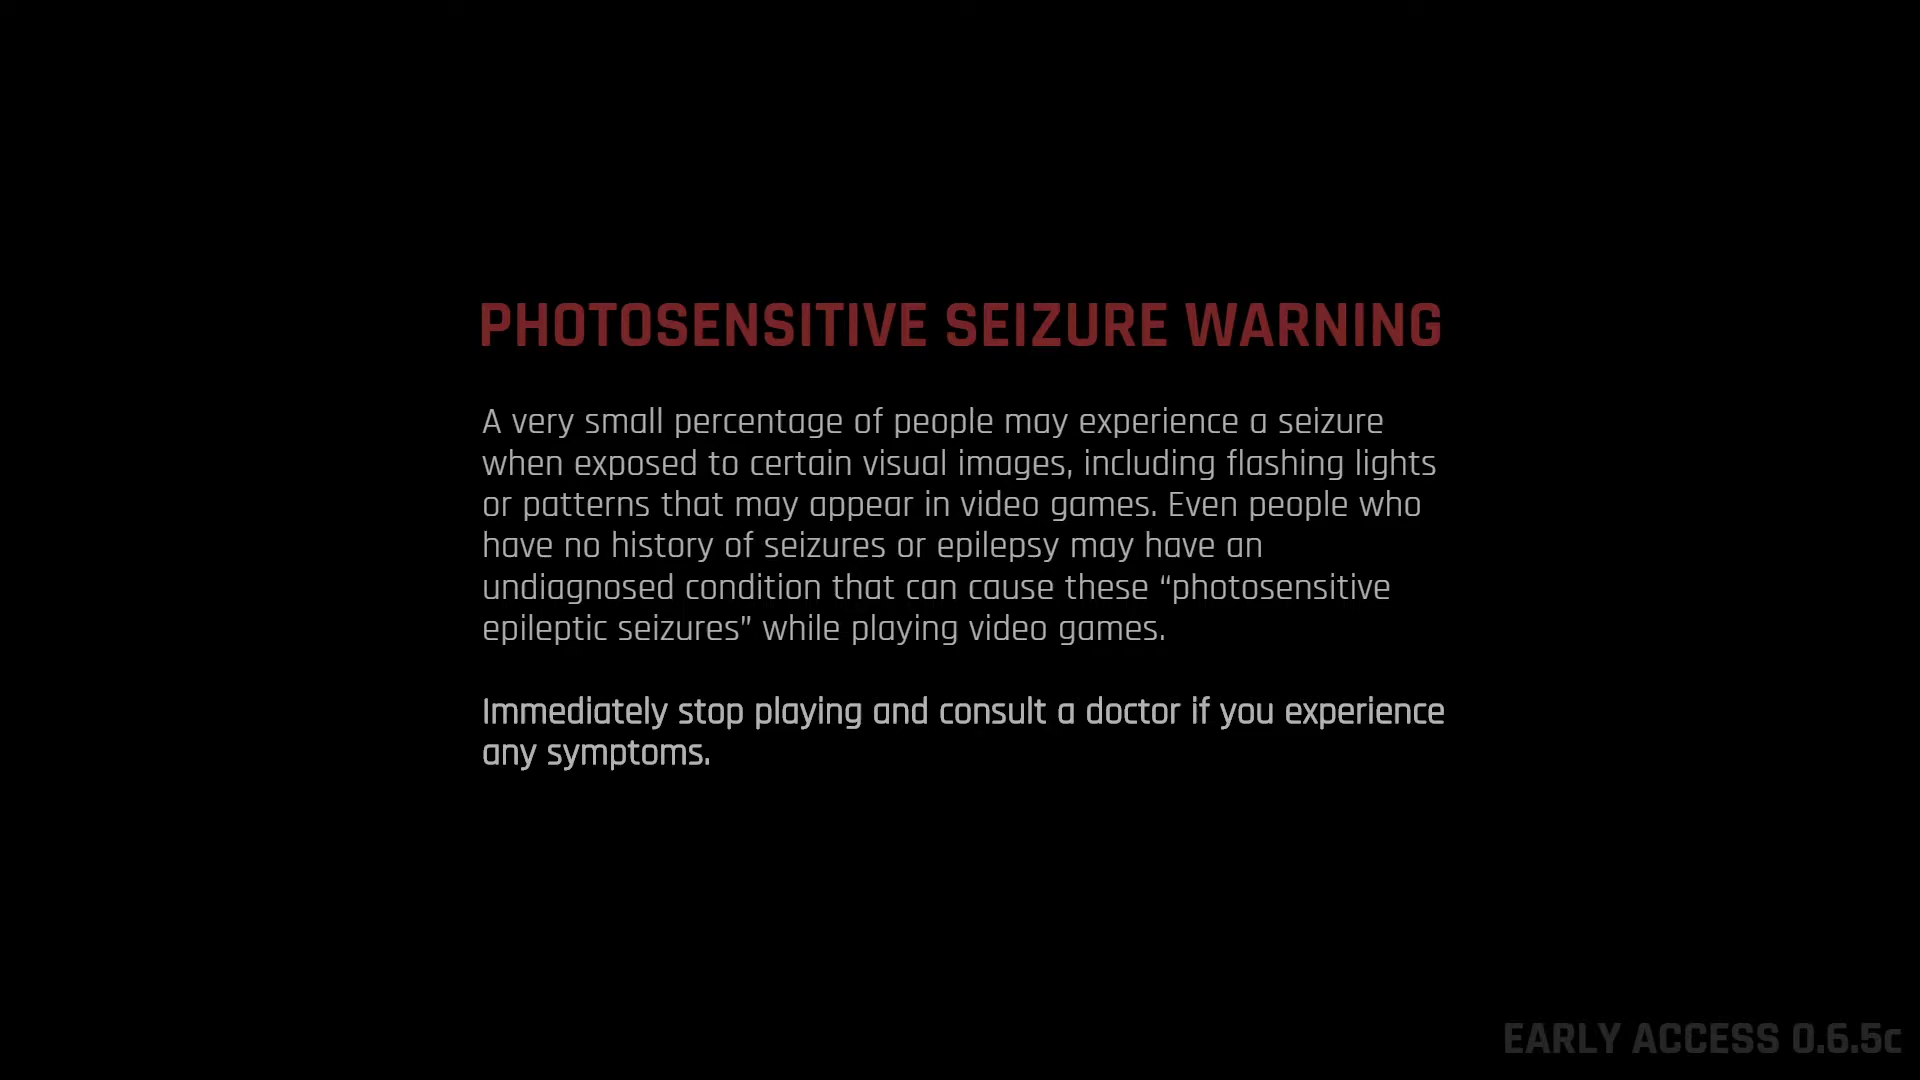 PHOTOSENSITIVE SEIZURE WARNING
A very small percentage of people may experience a seizure
when exposed to certain visual images, including flashing lights
or patterns that may appear in video games. Even people who
have no history of seizures or epilepsy may have an
undiagnosed condition that can cause these “photosensitive
epileptic seizures” while playing video games.
Immediately stop playing and consult a doctor if you experience
any symptoms.
EARLY ACCESS 0.6.5c